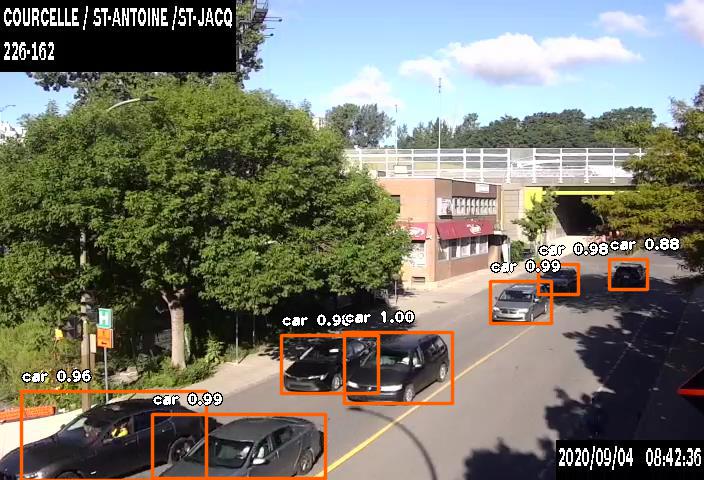 COURCELLE / ST-ANTOINE /ST-JACQ
226-162
car 0.88
car 0.98
car 0.99
car 1.00
car 0.96
car 0.99
2020/09/04 08:42:36